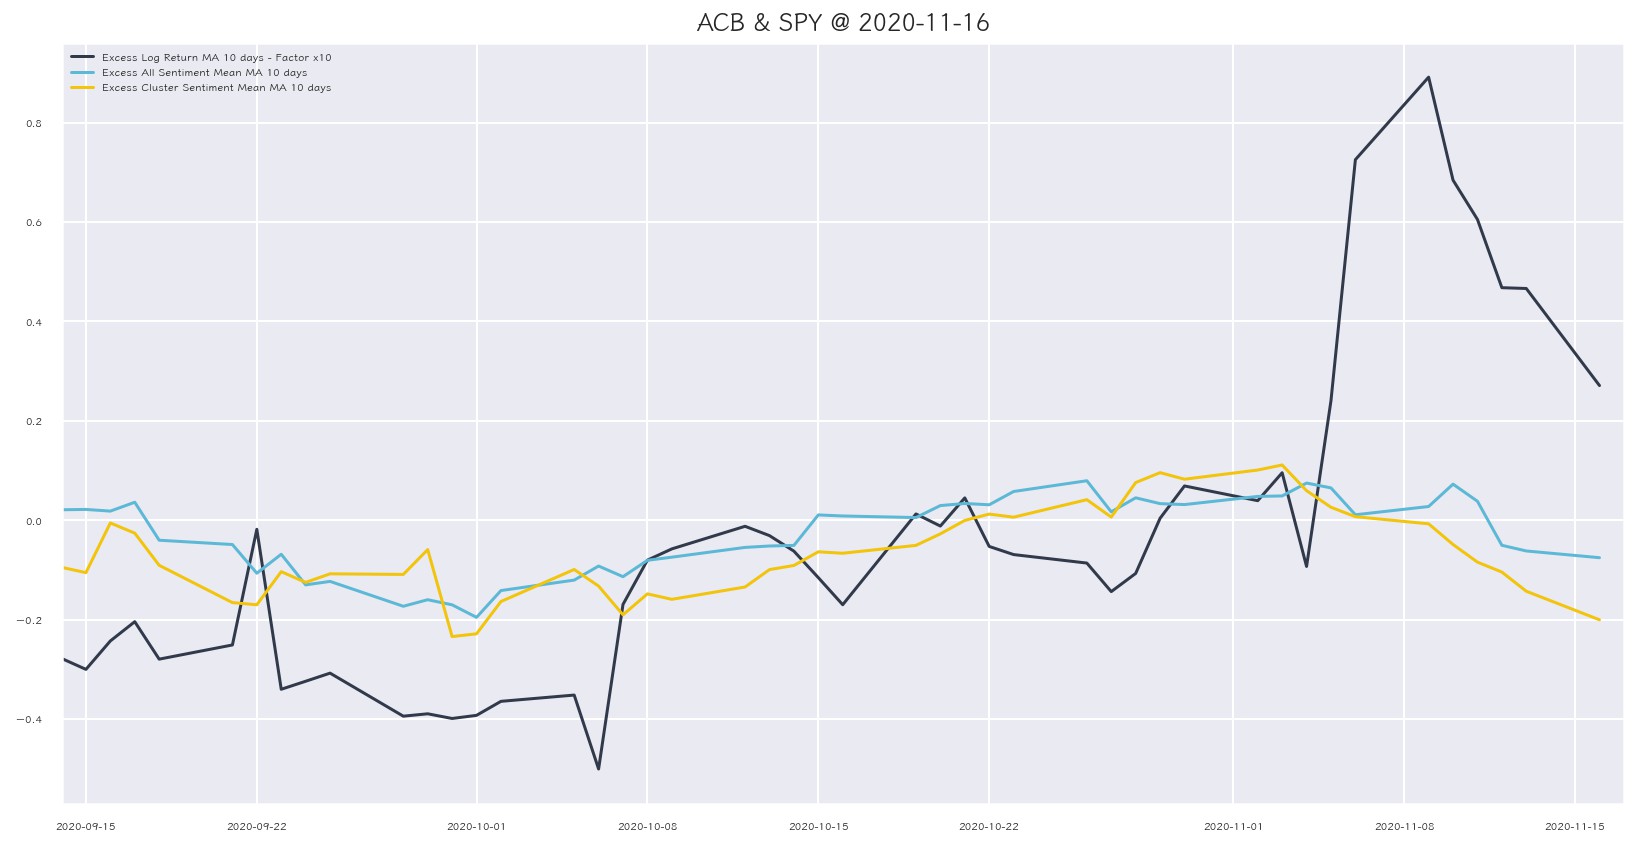 ACB & SPY @ 2020-11-16
Excess Log Return MA 10 days - Factor x10
Excess All Sentiment Mean MA 10 days
Excess Cluster Sentiment Mean MA 10 days
0.8
0.6
0.4
0.2
0.0
−0.2
−0.4
2020-09-15 2020-09-22 2020-10-01 2020-10-08 2020-10-15 2020-10-22 2020-11-01 2020-11-08 2020-11-15